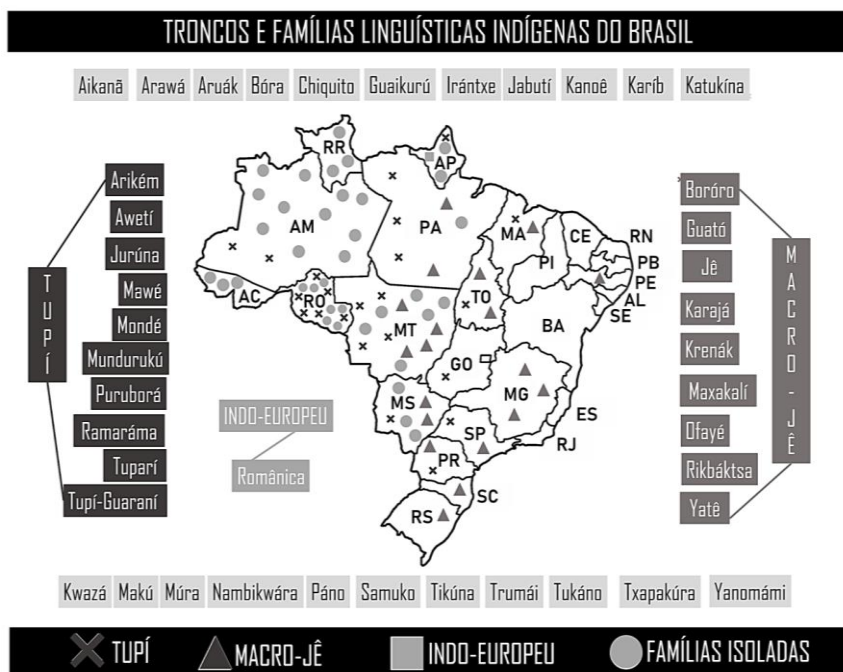 TRONCOS E FAMÍLIAS LINGUÍSTICAS INDÍGENAS DO BRASIL
Aikanã Arawá Aruák Bóra Chiquito Guaikurú Irántxe Jabutí Kanoê Karíb Katukína
TUPÍ
Arikém
Awetí
Jurúna
Mawé
Mondé
Mundurukú
Puruborá
Ramaráma
Tuparí
Tupí-Guaraní
RR
AP
AM
PA
MA
CE
RN
PI
PB
PE
AL
SE
AC
RO
TO
MT
BA
GO
MG
MS
ES
SP
RJ
PR
SC
RS
INDO-EUROPEU
Românica
Boróro
Guató
Jê
Karajá
Krenák
Maxakalí
Ofayé
Rikbáktsa
Yatê
MACRO-JÊ
Kwazá Makú Múra Nambikwára Páno Samuko Tikúna Trumái Tukáno Txapakúra Yanomámi
TUPÍ MACRO-JÊ INDO-EUROPEU FAMÍLIAS ISOLADAS